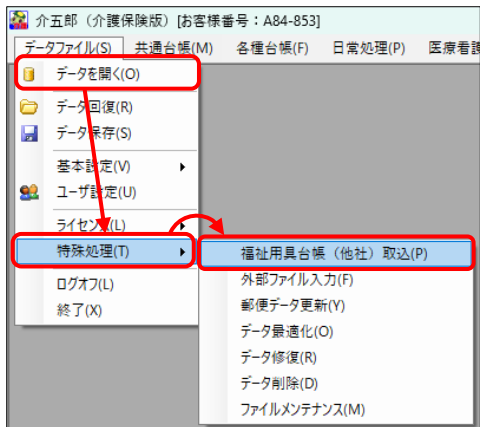 介五郎（介護保険版）[お客様番号：A84-853]
データファイル(S) 共通台帳(M) 各種台帳(F) 日常処理(P) 医療看護
データを開く(O)
データ回復(R)
データ保存(S)
基本設定(V)
ユーザ設定(U)
ライセンス(L)
特殊処理(T)
ログオフ(L)
終了(X)
福祉用具台帳（他社）取込(P)
外部ファイル入力(F)
郵便データ更新(Y)
データ最適化(O)
データ修復(R)
データ削除(D)
ファイルメンテナンス(M)